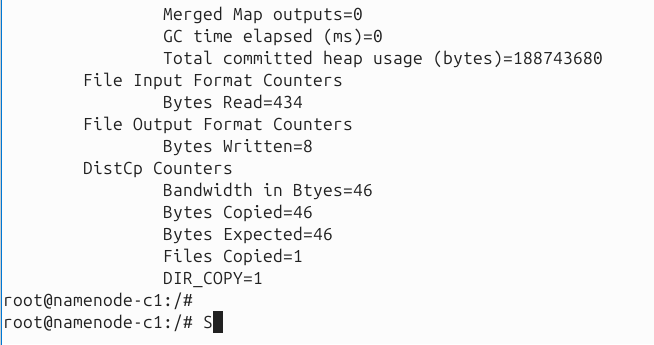 Merged Map outputs=0
GC time elapsed (ms)=0
Total committed heap usage (bytes)=188743680
File Input Format Counters
Bytes Read=434
File Output Format Counters
Bytes Written=8
DistCp Counters
Bandwidth in Btyes=46
Bytes Copied=46
Bytes Expected=46
Files Copied=1
DIR_COPY=1
root@namenode-c1:/#
root@namenode-c1:/# S